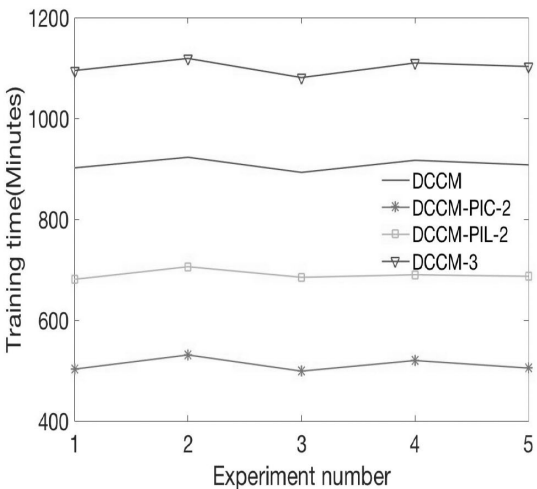 1200
1000
800
600
400
Training time(Minutes)
DCCM
DCCM-PIC-2
DCCM-PIL-2
DCCM-3
1 2 3 4 5
Experiment number